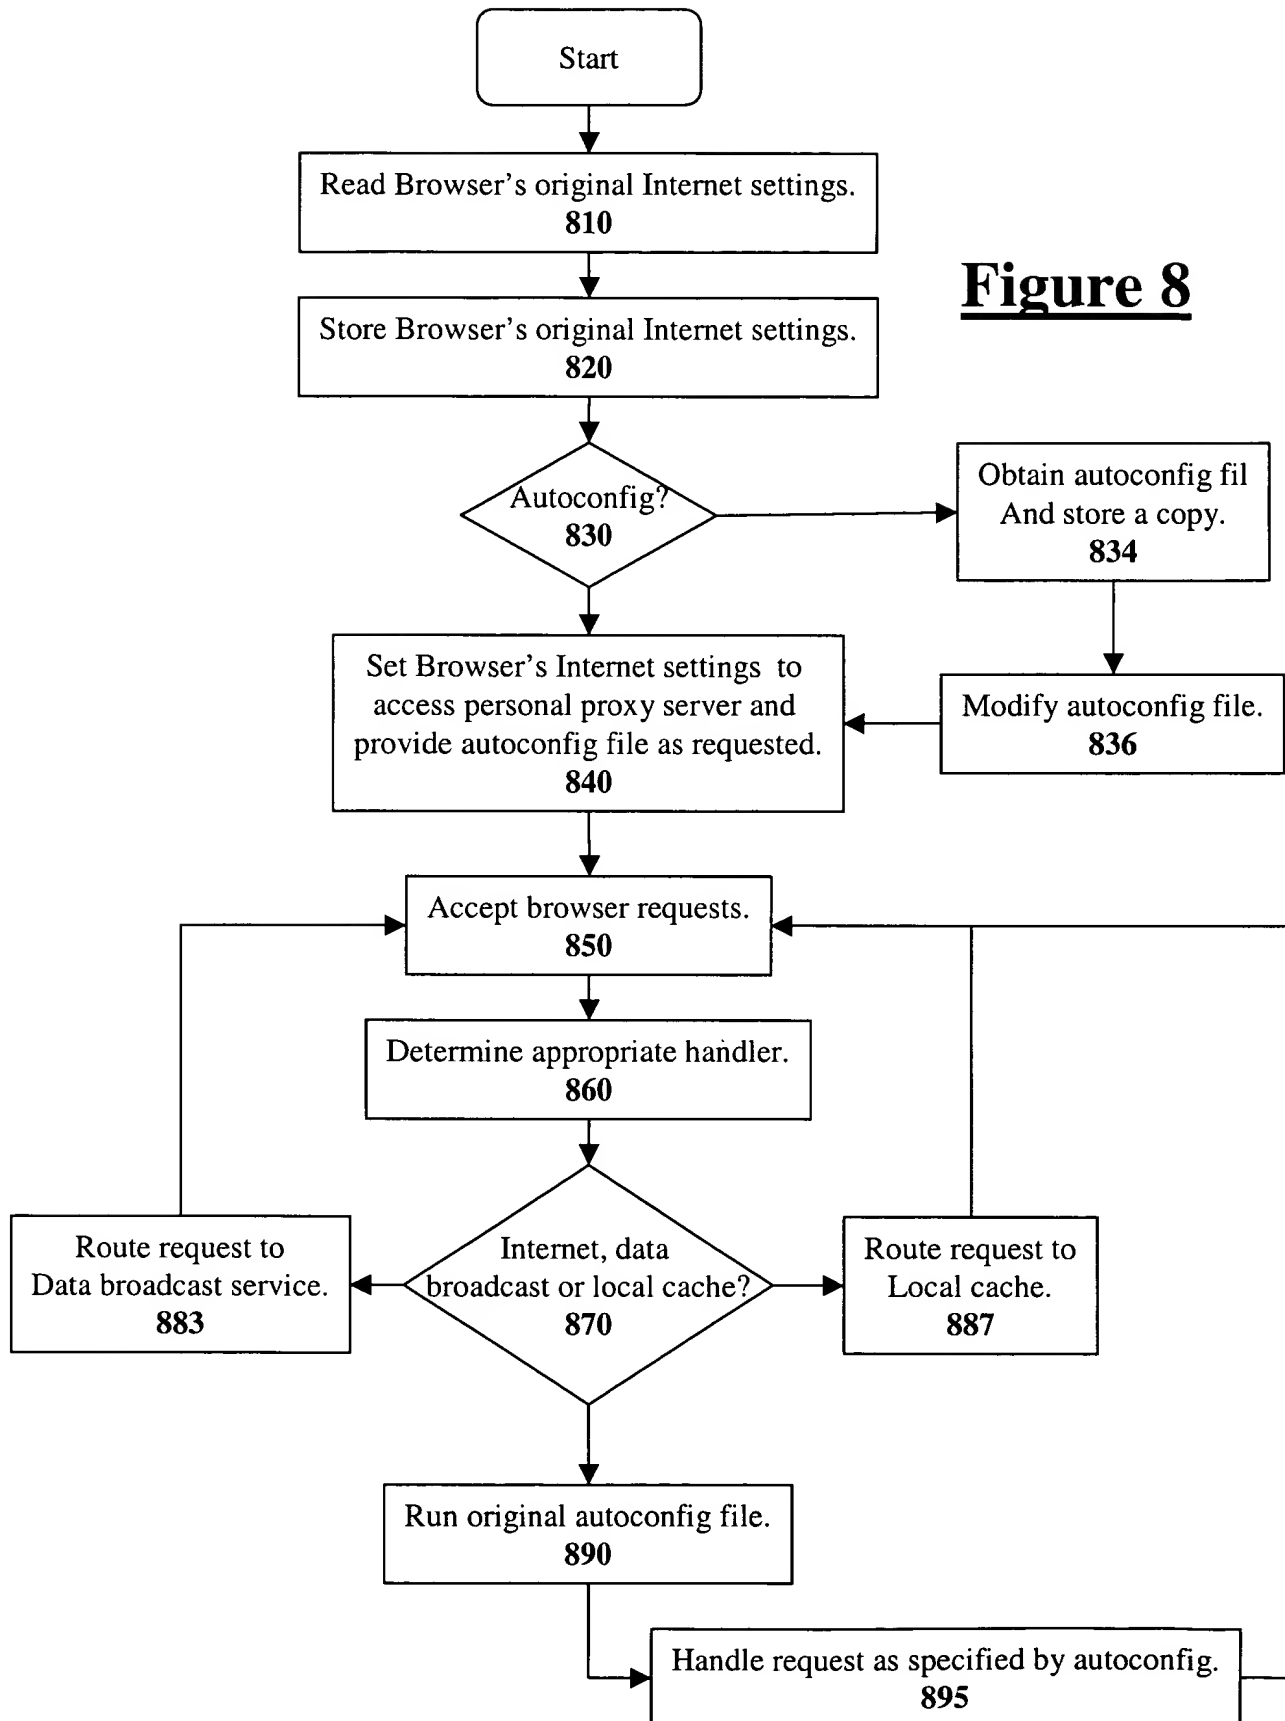 Start
Read Browser's original Internet settings.
810
Figure 8
Store Browser's original Internet settings.
820
Autoconfig?
830
Obtain autoconfig fil
And store a copy.
834
Set Browser's Internet settings to
access personal proxy server and
provide autoconfig file as requested.
840
Modify autoconfig file.
836
Accept browser requests.
850
Determine appropriate handler.
860
Internet, data
broadcast or local cache?
870
Route request to
Data broadcast service.
883
Route request to
Local cache.
887
Run original autoconfig file.
890
Handle request as specified by autoconfig.
895